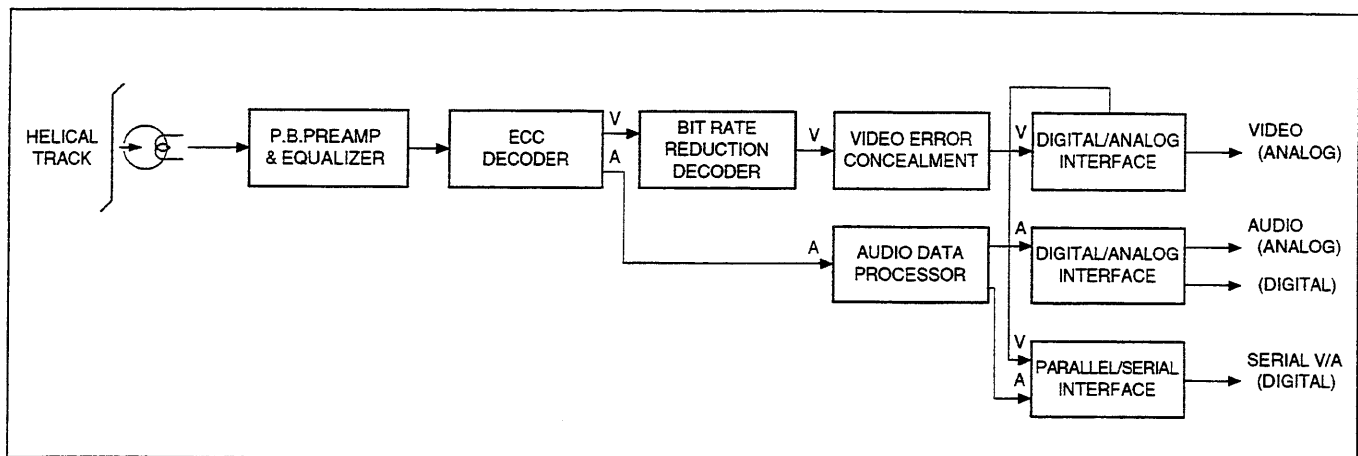 HELICAL
TRACK
P.B.PREAMP
& EQUALIZER
ECC
DECODER
V
A
BIT RATE
REDUCTION
DECODER
V
VIDEO ERROR
CONCEALMENT
V
DIGITAL/ANALOG
INTERFACE
VIDEO
(ANALOG)
A
AUDIO DATA
PROCESSOR
A
DIGITAL/ANALOG
INTERFACE
AUDIO
(ANALOG)
(DIGITAL)
V
A
PARALLEL/SERIAL
INTERFACE
SERIAL V/A
(DIGITAL)